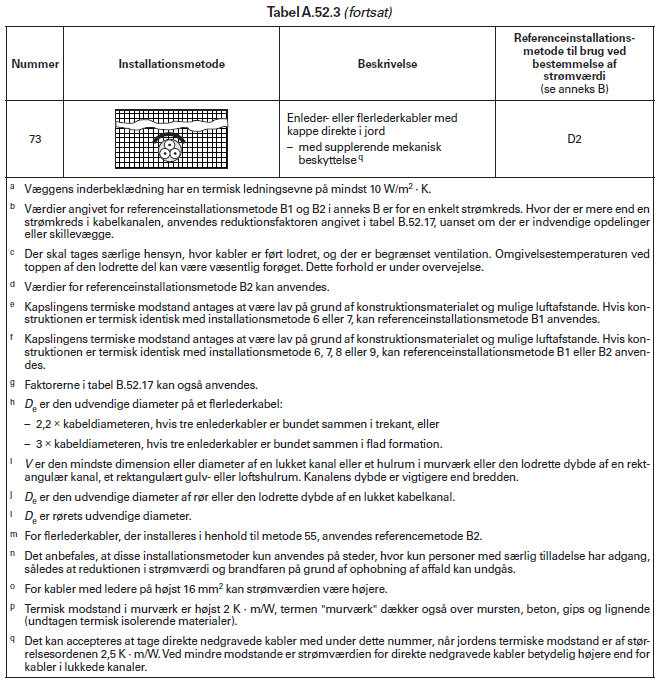 Tabel A.52.3 (fortsat)
Nummer
Installationsmetode
Beskrivelse
Referenceinstallations-
metode til brug ved
bestemmelse af
strømværdi
(se anneks B)
73
Enleder- eller flerlederkabler med
kappe direkte i jord
– med supplerende mekanisk
beskyttelse q
D2
a Væggens inderbeklædning har en termisk ledningsevne på mindst 10 W/m² · K.
b Værdier angivet for referenceinstallationsmetode B1 og B2 i anneks B er for en enkelt strømkreds. Hvor der er mere end en
strømkreds i kabelkanalen, anvendes reduktionsfaktoren angivet i tabel B.52.17, uanset om der er indvendige opdelinger
eller skillevægge.
c Der skal tages særlige hensyn, hvor kabler er ført lodret, og der er begrænset ventilation. Omgivelsestemperaturen ved
toppen af den lodrette del kan være væsentlig forøget. Dette forhold er under overvejelse.
d Værdier for referenceinstallationsmetode B2 kan anvendes.
e Kapslingens termiske modstand antages at være lav på grund af konstruktionsmaterialet og mulige luftafstande. Hvis kon-
struktionen er termisk identisk med installationsmetode 6 eller 7, kan referenceinstallationsmetode B1 anvendes.
f Kapslingens termiske modstand antages at være lav på grund af konstruktionsmaterialet og mulige luftafstande. Hvis kon-
struktionen er termisk identisk med installationsmetode 6, 7, 8 eller 9, kan referenceinstallationsmetode B1 eller B2 anven-
des.
g Faktorerne i tabel B.52.17 kan også anvendes.
h De er den udvendige diameter på et flerlederkabel:
– 2,2 × kabeldiameteren, hvis tre enlederkabler er bundet sammen i trekant, eller
– 3 × kabeldiameteren, hvis tre enlederkabler er bundet sammen i flad formation.
i V er den mindste dimension eller diameter af en lukket kanal eller et hulrum i murværk eller den lodrette dybde af en rekt-
angulær kanal, et rektangulært gulv- eller loftshulrum. Kanalens dybde er vigtigere end bredden.
j De er den udvendige diameter af rør eller den lodrette dybde af en lukket kabelkanal.
l De er rørets udvendige diameter.
m For flerlederkabler, der installeres i henhold til metode 55, anvendes referencemetode B2.
n Det anbefales, at disse installationsmetoder kun anvendes på steder, hvor kun personer med særlig tilladelse har adgang,
således at reduktionen i strømværdi og brandfaren på grund af ophobning af affald kan undgås.
o For kabler med ledere på højst 16 mm² kan strømværdien være højere.
p Termisk modstand i murværk er højst 2 K · m/W, termen "murværk" dækker også over mursten, beton, gips og lignende
(undtagen termisk isolerende materialer).
q Det kan accepteres at tage direkte nedgravede kabler med under dette nummer, når jordens termiske modstand er af stør-
relsesordenen 2,5 K · m/W. Ved mindre modstande er strømværdien for direkte nedgravede kabler betydelig højere end for
kabler i lukkede kanaler.